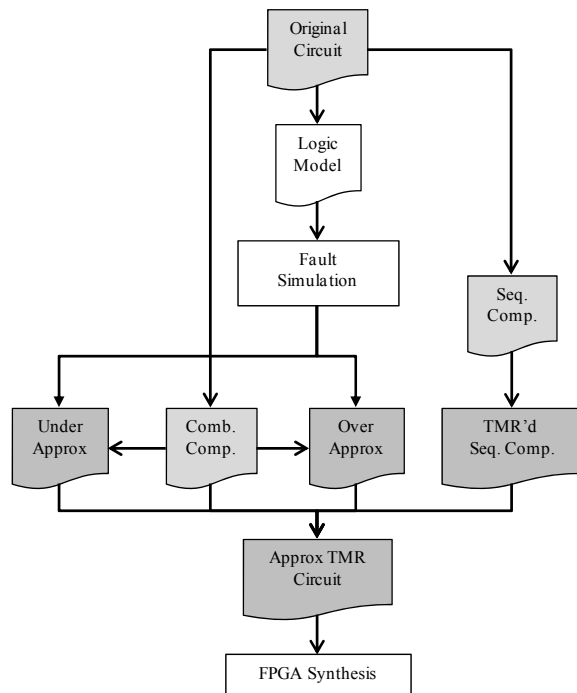 Original
Circuit
Logic
Model
Fault
Simulation
Seq.
Comp.
Under
Approx
Comb.
Comp.
Over
Approx
TMR'd
Seq. Comp.
Approx TMR
Circuit
FPGA Synthesis